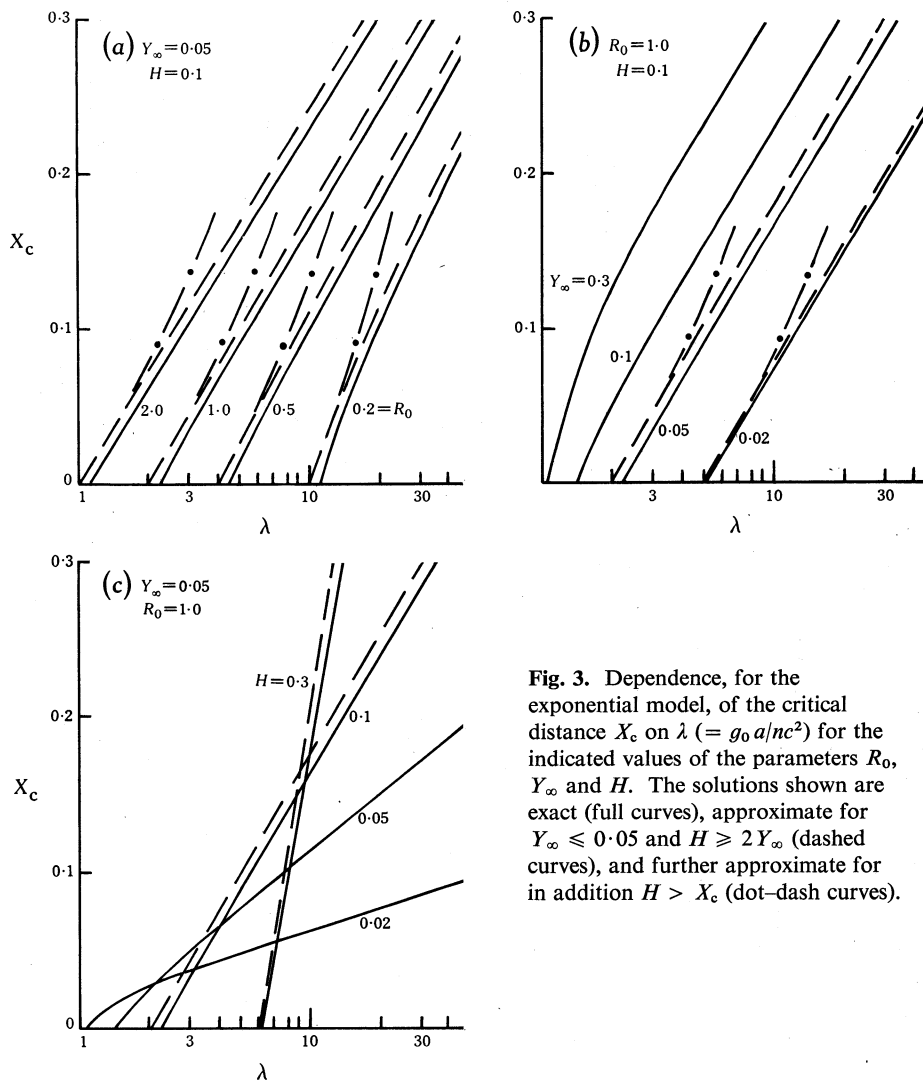 0·3
(a) Y∞=0·05
H=0·1
0·2
Xc
0·1
2·0
1·0
0·5
0·2=R0
0
1
3
10
30
λ
0·3
(b) R0=1·0
H=0·1
0·2
Y∞=0·3
0·1
0·1
0·05
0·02
0
3
10
30
λ
0·3
(c) Y∞=0·05
R0=1·0
H=0·3
0·1
0·2
Xc
0·05
0·1
0·02
0
1
3
10
30
λ
Fig. 3. Dependence, for the
exponential model, of the critical
distance Xc on λ (= g0 a/nc²) for the
indicated values of the parameters R0,
Y∞ and H. The solutions shown are
exact (full curves), approximate for
Y∞ ⩽ 0·05 and H ⩾ 2Y∞ (dashed
curves), and further approximate for
in addition H > Xc (dot–dash curves).